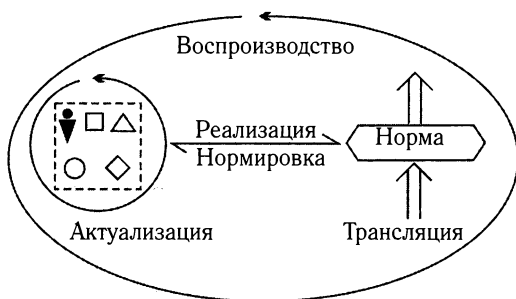 Воспроизводство
Реализация
Нормировка
Норма
Актуализация
Трансляция